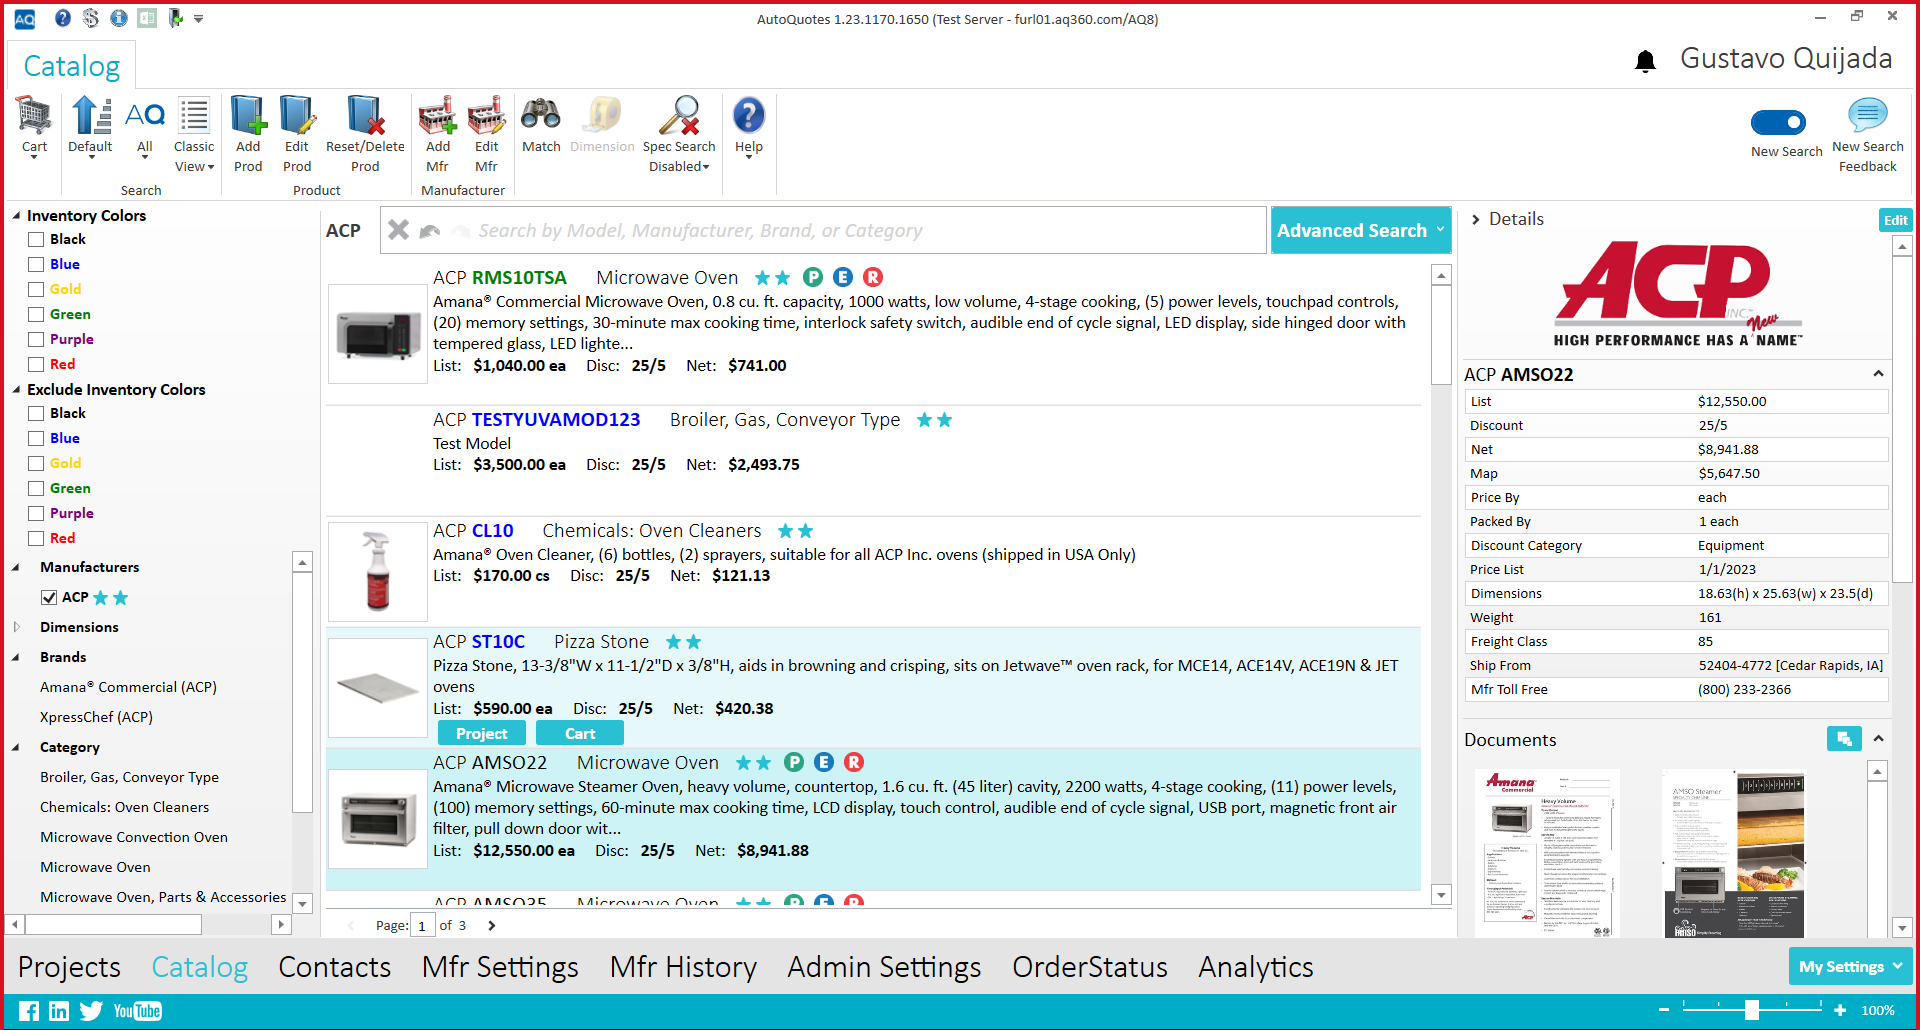 AQ
AutoQuotes 1.23.1170.1650 (Test Server - furl01.aq360.com/AQ8)
Catalog
Gustavo Quijada
Cart
Default
AQ
All
Classic
View
Search
Add
Prod
Edit
Prod
Reset/Delete
Prod
Product
Add
Mfr
Edit
Mfr
Manufacturer
Match
Dimension
Spec Search
Disabled
Help
New Search
New Search
Feedback
Inventory Colors
Black
Blue
Gold
Green
Purple
Red
Exclude Inventory Colors
Black
Blue
Gold
Green
Purple
Red
Manufacturers
ACP
Dimensions
Brands
Amana® Commercial (ACP)
XpressChef (ACP)
Category
Broiler, Gas, Conveyor Type
Chemicals: Oven Cleaners
Microwave Convection Oven
Microwave Oven
Microwave Oven, Parts & Accessories
ACP
Search by Model, Manufacturer, Brand, or Category
Advanced Search
ACP RMS10TSA Microwave Oven P E R
Amana® Commercial Microwave Oven, 0.8 cu. ft. capacity, 1000 watts, low volume, 4-stage cooking, (5) power levels, touchpad controls,
(20) memory settings, 30-minute max cooking time, interlock safety switch, audible end of cycle signal, LED display, side hinged door with
tempered glass, LED lighte...
List: $1,040.00 ea Disc: 25/5 Net: $741.00
ACP TESTYUVAMOD123 Broiler, Gas, Conveyor Type
Test Model
List: $3,500.00 ea Disc: 25/5 Net: $2,493.75
ACP CL10 Chemicals: Oven Cleaners
Amana® Oven Cleaner, (6) bottles, (2) sprayers, suitable for all ACP Inc. ovens (shipped in USA Only)
List: $170.00 cs Disc: 25/5 Net: $121.13
ACP ST10C Pizza Stone
Pizza Stone, 13-3/8"W x 11-1/2"D x 3/8"H, aids in browning and crisping, sits on Jetwave™ oven rack, for MCE14, ACE14V, ACE19N & JET
ovens
List: $590.00 ea Disc: 25/5 Net: $420.38
Project Cart
ACP AMSO22 Microwave Oven P E R
Amana® Microwave Steamer Oven, heavy volume, countertop, 1.6 cu. ft. (45 liter) cavity, 2200 watts, 4-stage cooking, (11) power levels,
(100) memory settings, 60-minute max cooking time, LCD display, touch control, audible end of cycle signal, USB port, magnetic front air
filter, pull down door wit...
List: $12,550.00 ea Disc: 25/5 Net: $8,941.88
ACP AMSO35 Microwave Oven P E R
Page: 1 of 3
Details
Edit
ACP INC.™
New
HIGH PERFORMANCE HAS A NAME™
ACP AMSO22
List $12,550.00
Discount 25/5
Net $8,941.88
Map $5,647.50
Price By each
Packed By 1 each
Discount Category Equipment
Price List 1/1/2023
Dimensions 18.63(h) x 25.63(w) x 23.5(d)
Weight 161
Freight Class 85
Ship From 52404-4772 [Cedar Rapids, IA]
Mfr Toll Free (800) 233-2366
Documents
Amana
Commercial
Heavy Volume
ACP
AMSO Steamer
AMSO
Projects Catalog Contacts Mfr Settings Mfr History Admin Settings OrderStatus Analytics
My Settings
in
YouTube
100%